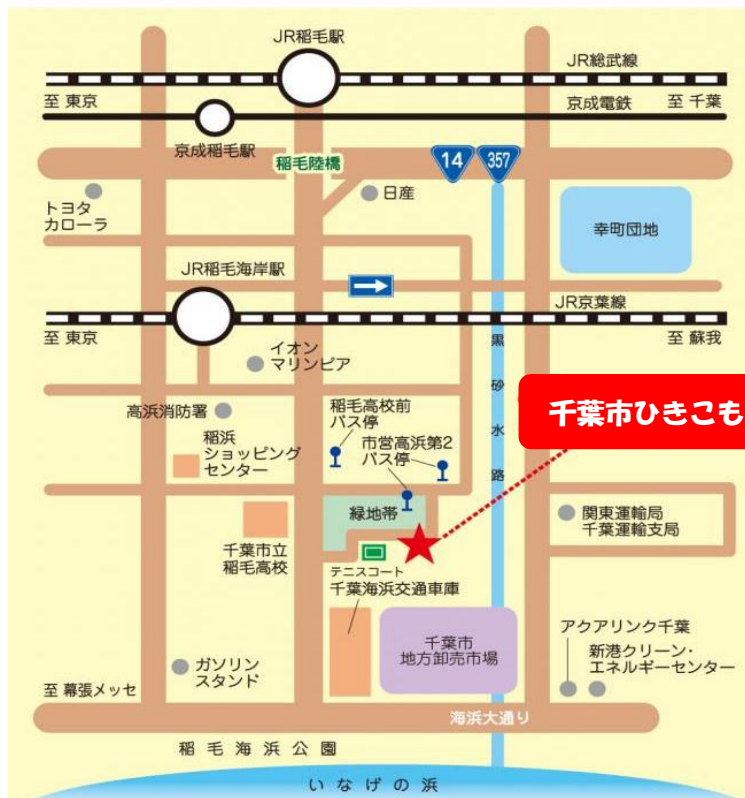 JR稲毛駅
JR総武線
至 東京
京成電鉄
至 千葉
京成稲毛駅
稲毛陸橋
14
357
トヨタ
カローラ
日産
幸町団地
JR稲毛海岸駅
JR京葉線
至 東京
至 蘇我
イオン
マリンピア
黒砂水路
高浜消防署
稲毛高校前
バス停
千葉市ひきこも
稲浜
ショッピング
センター
市営高浜第2
バス停
緑地帯
関東運輸局
千葉運輸支局
千葉市立
稲毛高校
テニスコート
千葉海浜交通車庫
千葉市
地方卸売市場
アクアリンク千葉
新港クリーン・
エネルギーセンター
ガソリン
スタンド
至 幕張メッセ
海浜大通り
稲毛海浜公園
いなげの浜